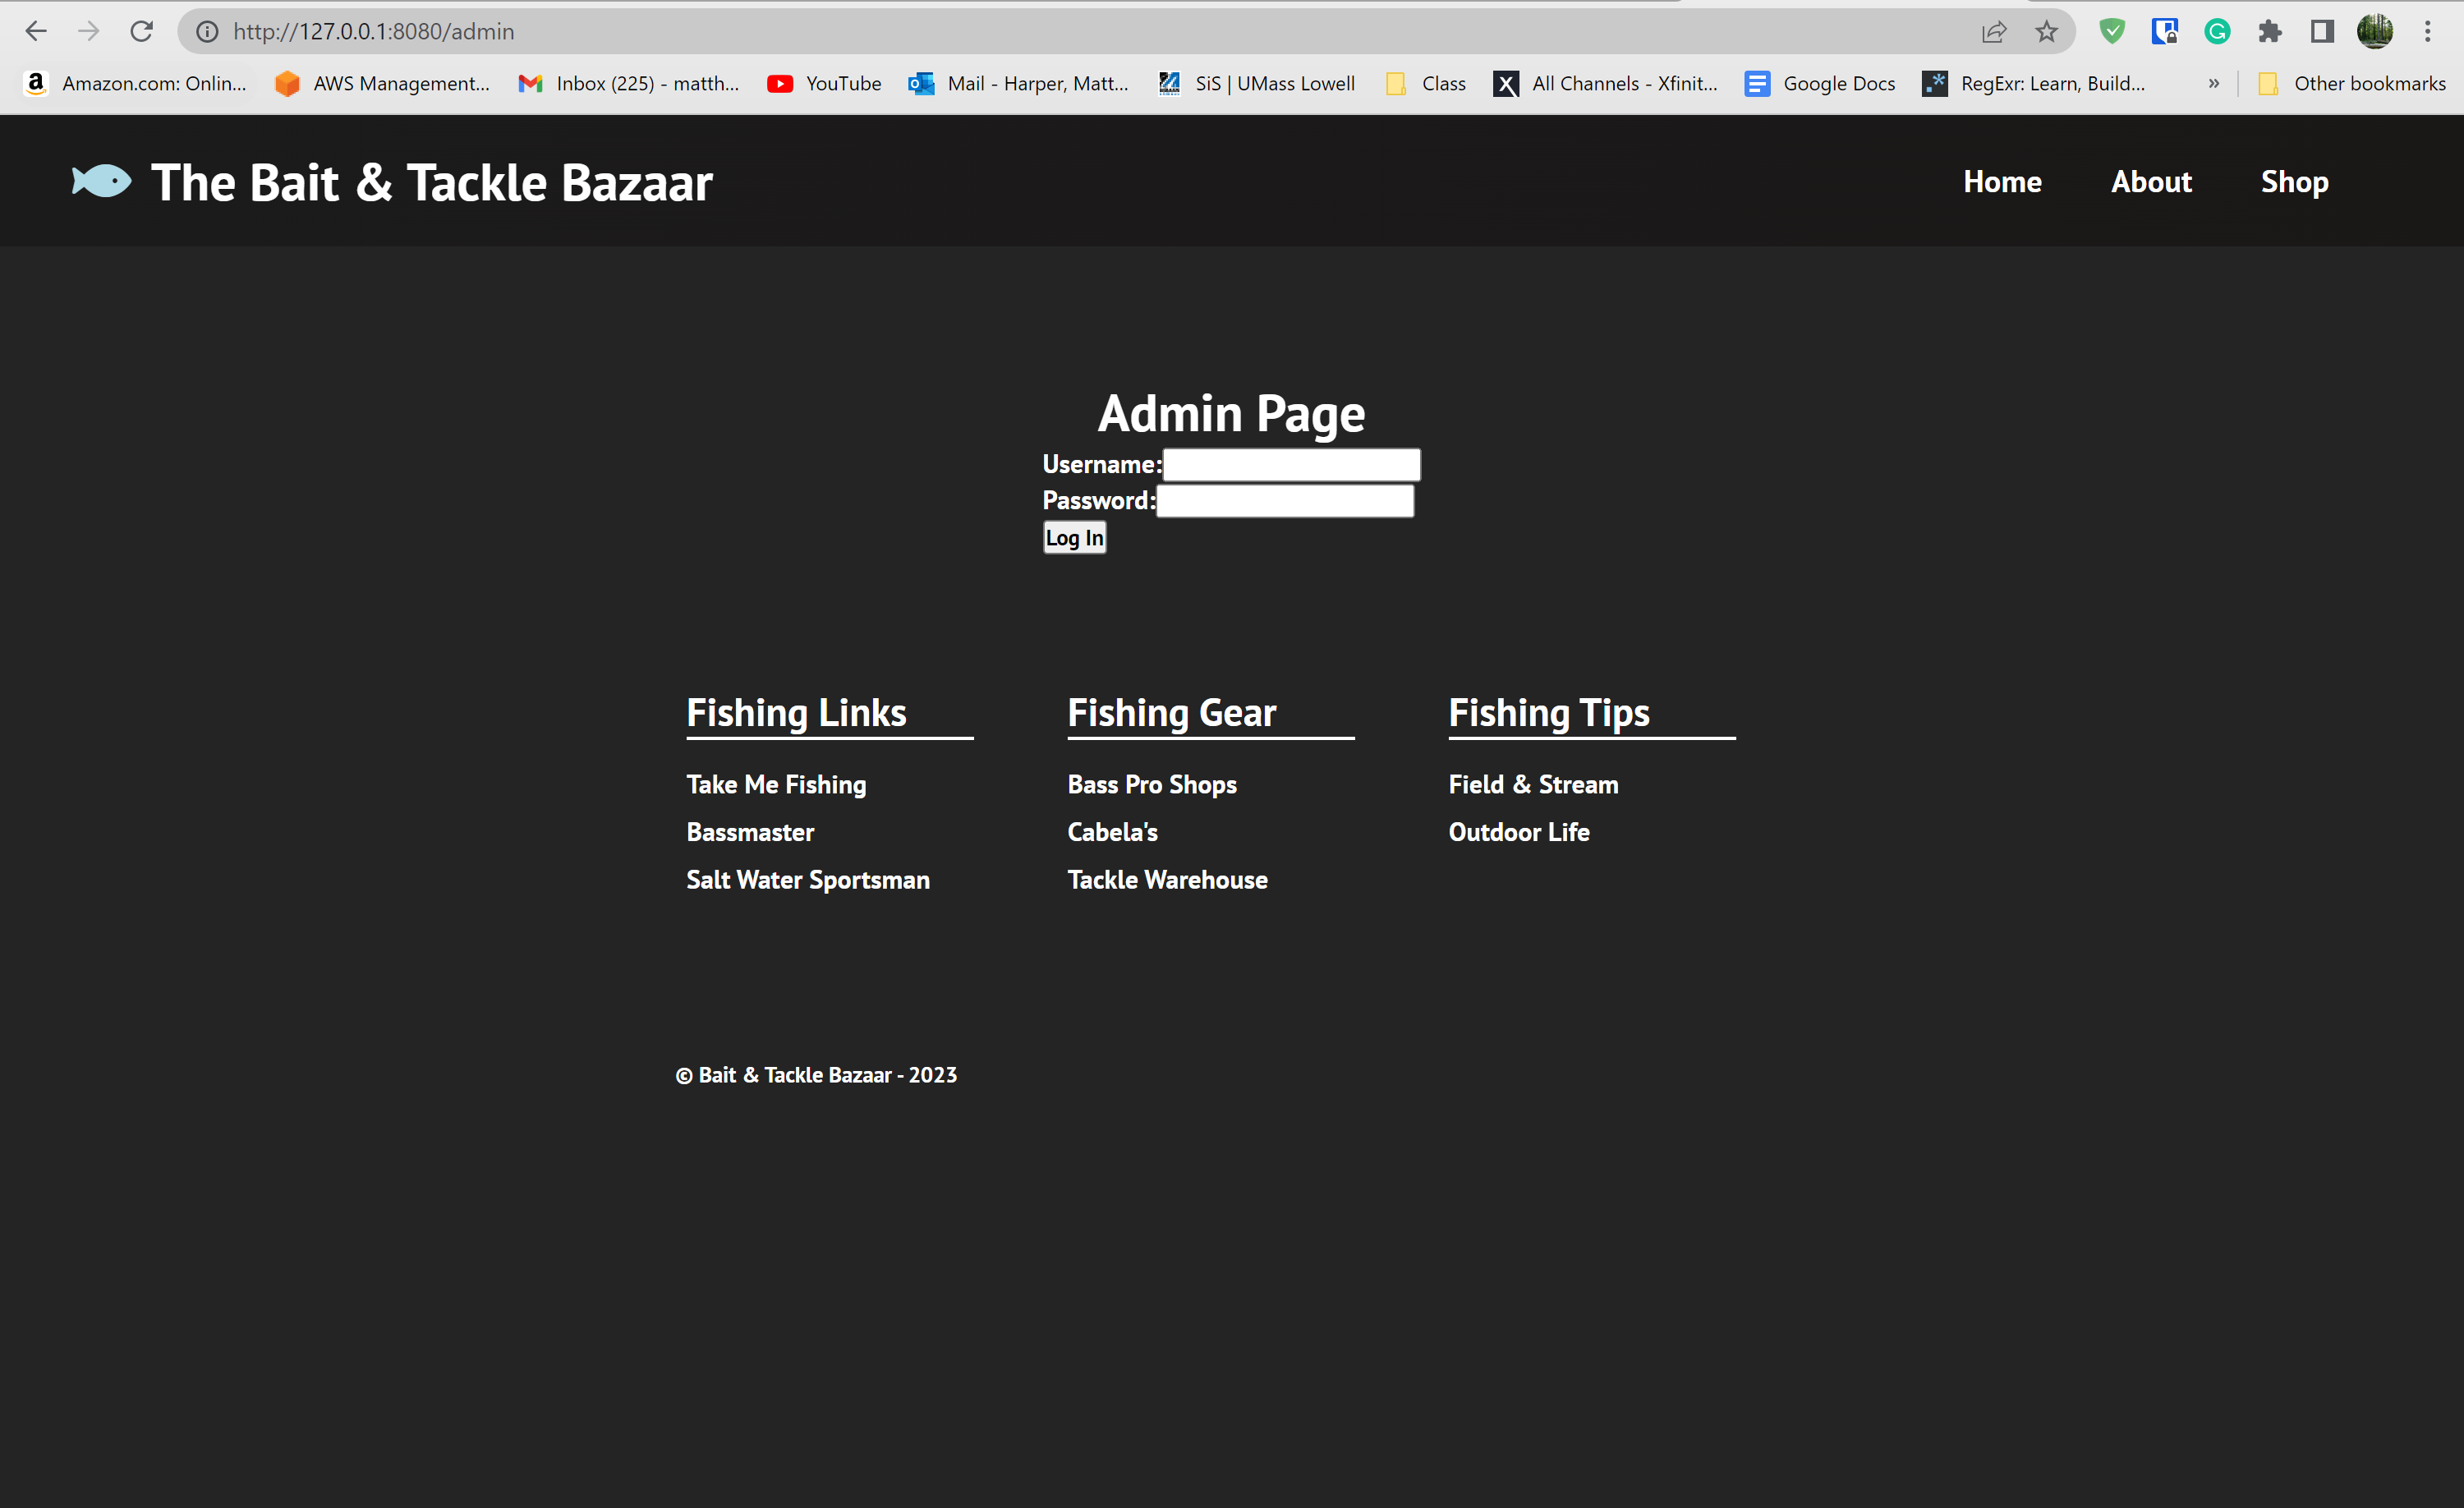 http://127.0.0.1:8080/admin
Amazon.com: Onlin... AWS Management... Inbox (225) - matth... YouTube Mail - Harper, Matt... SiS | UMass Lowell Class All Channels - Xfinit... Google Docs RegExr: Learn, Build... » Other bookmarks
The Bait & Tackle Bazaar Home About Shop
Admin Page
Username:
Password:
Log In
Fishing Links Fishing Gear Fishing Tips
Take Me Fishing Bass Pro Shops Field & Stream
Bassmaster Cabela's Outdoor Life
Salt Water Sportsman Tackle Warehouse
© Bait & Tackle Bazaar - 2023